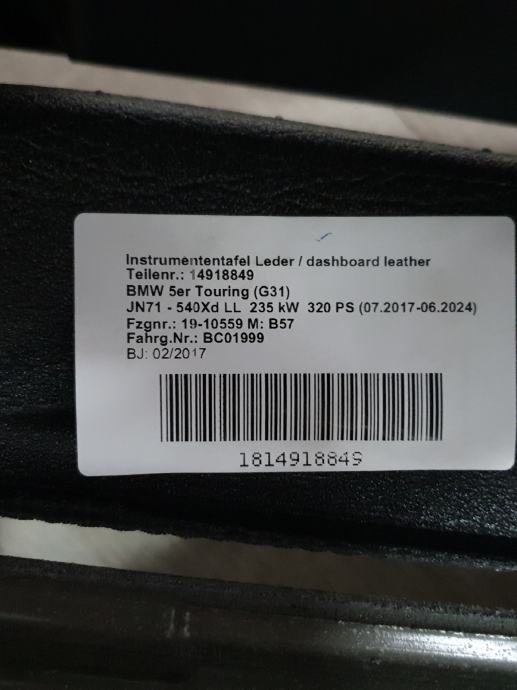 Instrumententafel Leder / dashboard leather
Teilenr.: 14918849
BMW 5er Touring (G31)
JN71 - 540Xd LL 235 kW 320 PS (07.2017-06.2024)
Fzgnr.: 19-10559 M: B57
Fahrg.Nr.: BC01999
BJ: 02/2017
1814918849